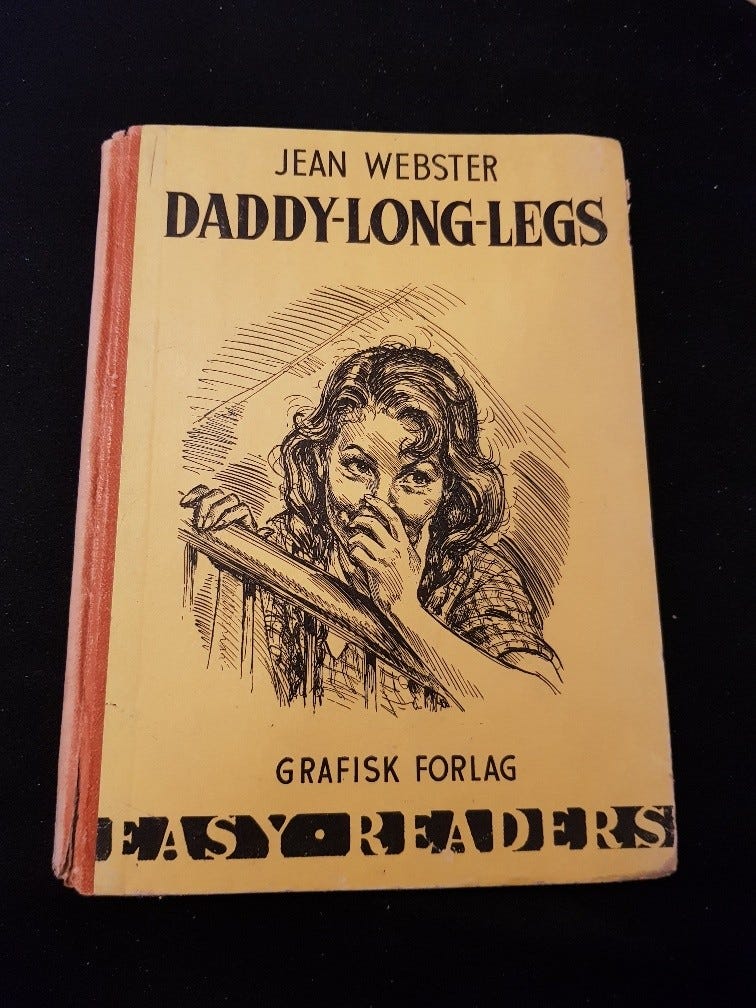 JEAN WEBSTER
DADDY-LONG-LEGS
GRAFISK FORLAG
EASY·READERS